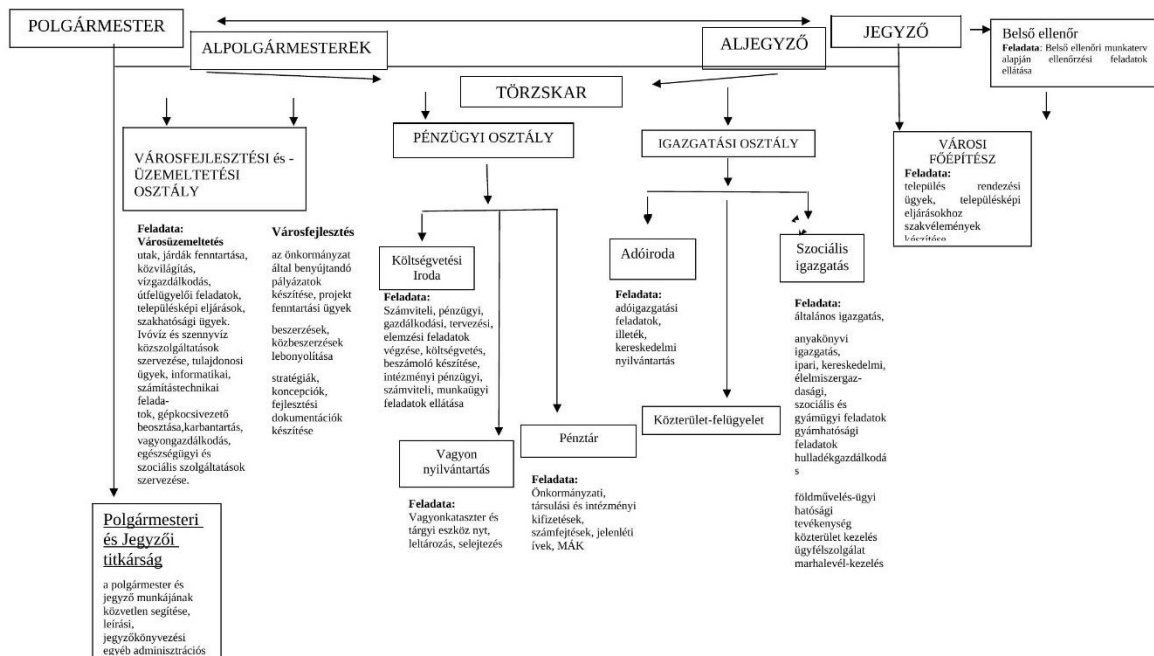 POLGÁRMESTER
ALPOLGÁRMESTEREK
ALJEGYZŐ
JEGYZŐ
Belső ellenőr
Feladata: Belső ellenőri munkaterv
alapján ellenőrzési feladatok
ellátása
TÖRZSKAR
VÁROSFEJLESZTÉSI és -
ÜZEMELTETÉSI
OSZTÁLY
PÉNZÜGYI OSZTÁLY
IGAZGATÁSI OSZTÁLY
VÁROSI
FŐÉPÍTÉSZ
Feladata:
település rendezési
ügyek, településképi
eljárásokhoz
szakvélemények
készítése
Feladata:
Városüzemeltetés
utak, járdák fenntartása,
közvilágítás,
vízgazdálkodás,
útfelügyelői feladatok,
településképi eljárások,
szakhatósági ügyek.
Ivóvíz és szennyvíz
közszolgáltatások
szervezése, tulajdonosi
ügyek, informatikai,
számítástechnikai
felada-
tok, gépkocsivezető
beosztása,karbantartás,
vagyongazdálkodás,
egészségügyi és
szociális szolgáltatások
szervezése.
Városfejlesztés
az önkormányzat
által benyújtandó
pályázatok
készítése, projekt
fenntartási ügyek
beszerzések,
közbeszerzések
lebonyolítása
stratégiák,
koncepciók,
fejlesztési
dokumentációk
készítése
Költségvetési
Iroda
Feladata:
Számviteli, pénzügyi,
gazdálkodási, tervezési,
elemzési feladatok
végzése, költségvetés,
beszámoló készítése,
intézményi pénzügyi,
számviteli, munkaügyi
feladatok ellátása
Vagyon
nyilvántartás
Feladata:
Vagyonkataszter és
tárgyi eszköz nyt,
leltározás, selejtezés
Pénztár
Feladata:
Önkormányzati,
társulási és intézményi
kifizetések,
számfejtések, jelenléti
ívek, MÁK
Adóiroda
Feladata:
adóigazgatási
feladatok,
illeték,
kereskedelmi
nyilvántartás
Közterület-felügyelet
Szociális
igazgatás
Feladata:
általános igazgatás,
anyakönyvi
igazgatás,
ipari, kereskedelmi,
élelmiszergaz-
dasági,
szociális és
gyámügyi feladatok
gyámhatósági
feladatok
hulladékgazdálkodá
s
földművelés-ügyi
hatósági
tevékenység
közterület kezelés
ügyfélszolgálat
marhalevél-kezelés
Polgármesteri
és Jegyzői
titkárság
a polgármester és
jegyző munkájának
közvetlen segítése,
leírási,
jegyzőkönyvezési
egyéb adminisztrációs